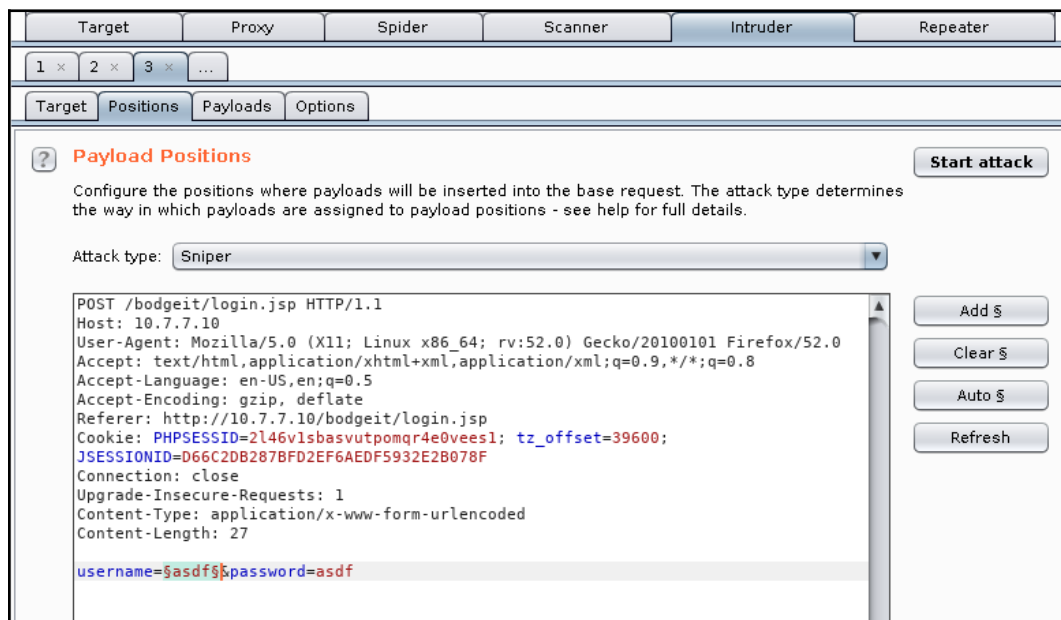 Target Proxy Spider Scanner Intruder Repeater
1 × 2 × 3 × ...
Target Positions Payloads Options
? Payload Positions
Start attack
Configure the positions where payloads will be inserted into the base request. The attack type determines
the way in which payloads are assigned to payload positions - see help for full details.
Attack type: Sniper
POST /bodgeit/login.jsp HTTP/1.1
Host: 10.7.7.10
User-Agent: Mozilla/5.0 (X11; Linux x86_64; rv:52.0) Gecko/20100101 Firefox/52.0
Accept: text/html,application/xhtml+xml,application/xml;q=0.9,*/*;q=0.8
Accept-Language: en-US,en;q=0.5
Accept-Encoding: gzip, deflate
Referer: http://10.7.7.10/bodgeit/login.jsp
Cookie: PHPSESSID=2l46v1sbasvutpomqr4e0vees1; tz_offset=39600;
JSESSIONID=D66C2DB287BFD2EF6AEDF5932E2B078F
Connection: close
Upgrade-Insecure-Requests: 1
Content-Type: application/x-www-form-urlencoded
Content-Length: 27
username=§asdf§&password=asdf
Add §
Clear §
Auto §
Refresh